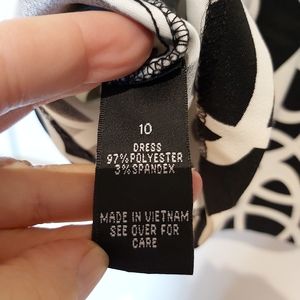 10
DRESS
97% POLYESTER
3% SPANDEX
MADE IN VIETNAM
SEE OVER FOR
CARE